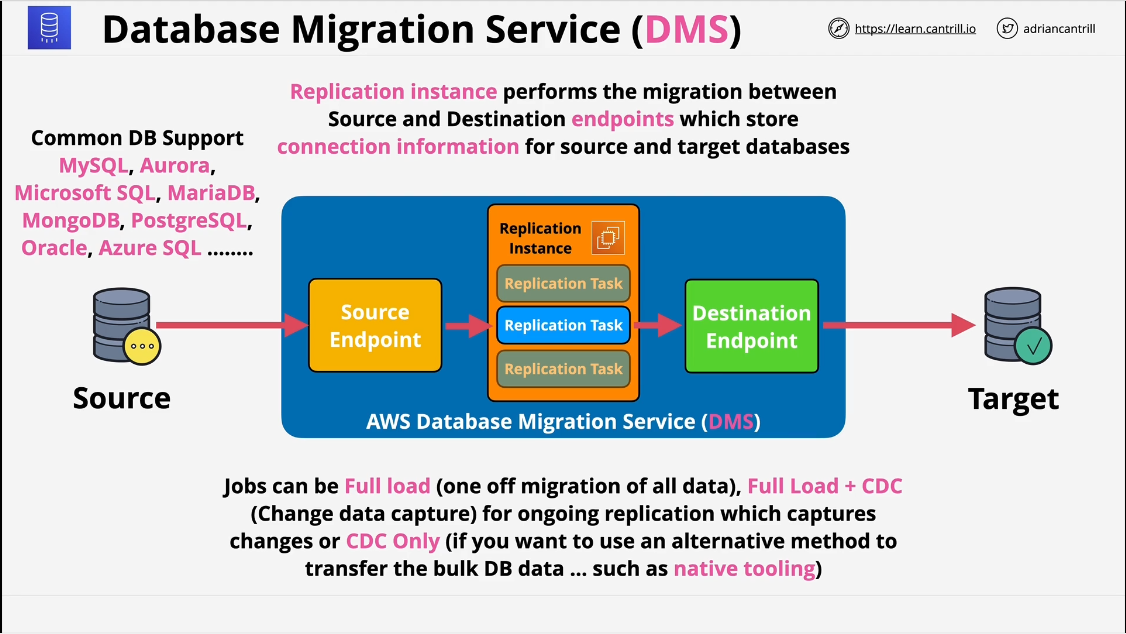 Database Migration Service (DMS)
https://learn.cantrill.io
adriancantrill
Replication instance performs the migration between
Source and Destination endpoints which store
connection information for source and target databases
Common DB Support
MySQL, Aurora,
Microsoft SQL, MariaDB,
MongoDB, PostgreSQL,
Oracle, Azure SQL ........
Source
Source
Endpoint
Replication
Instance
Replication Task
Replication Task
Replication Task
Destination
Endpoint
AWS Database Migration Service (DMS)
Target
Jobs can be Full load (one off migration of all data), Full Load + CDC
(Change data capture) for ongoing replication which captures
changes or CDC Only (if you want to use an alternative method to
transfer the bulk DB data ... such as native tooling)